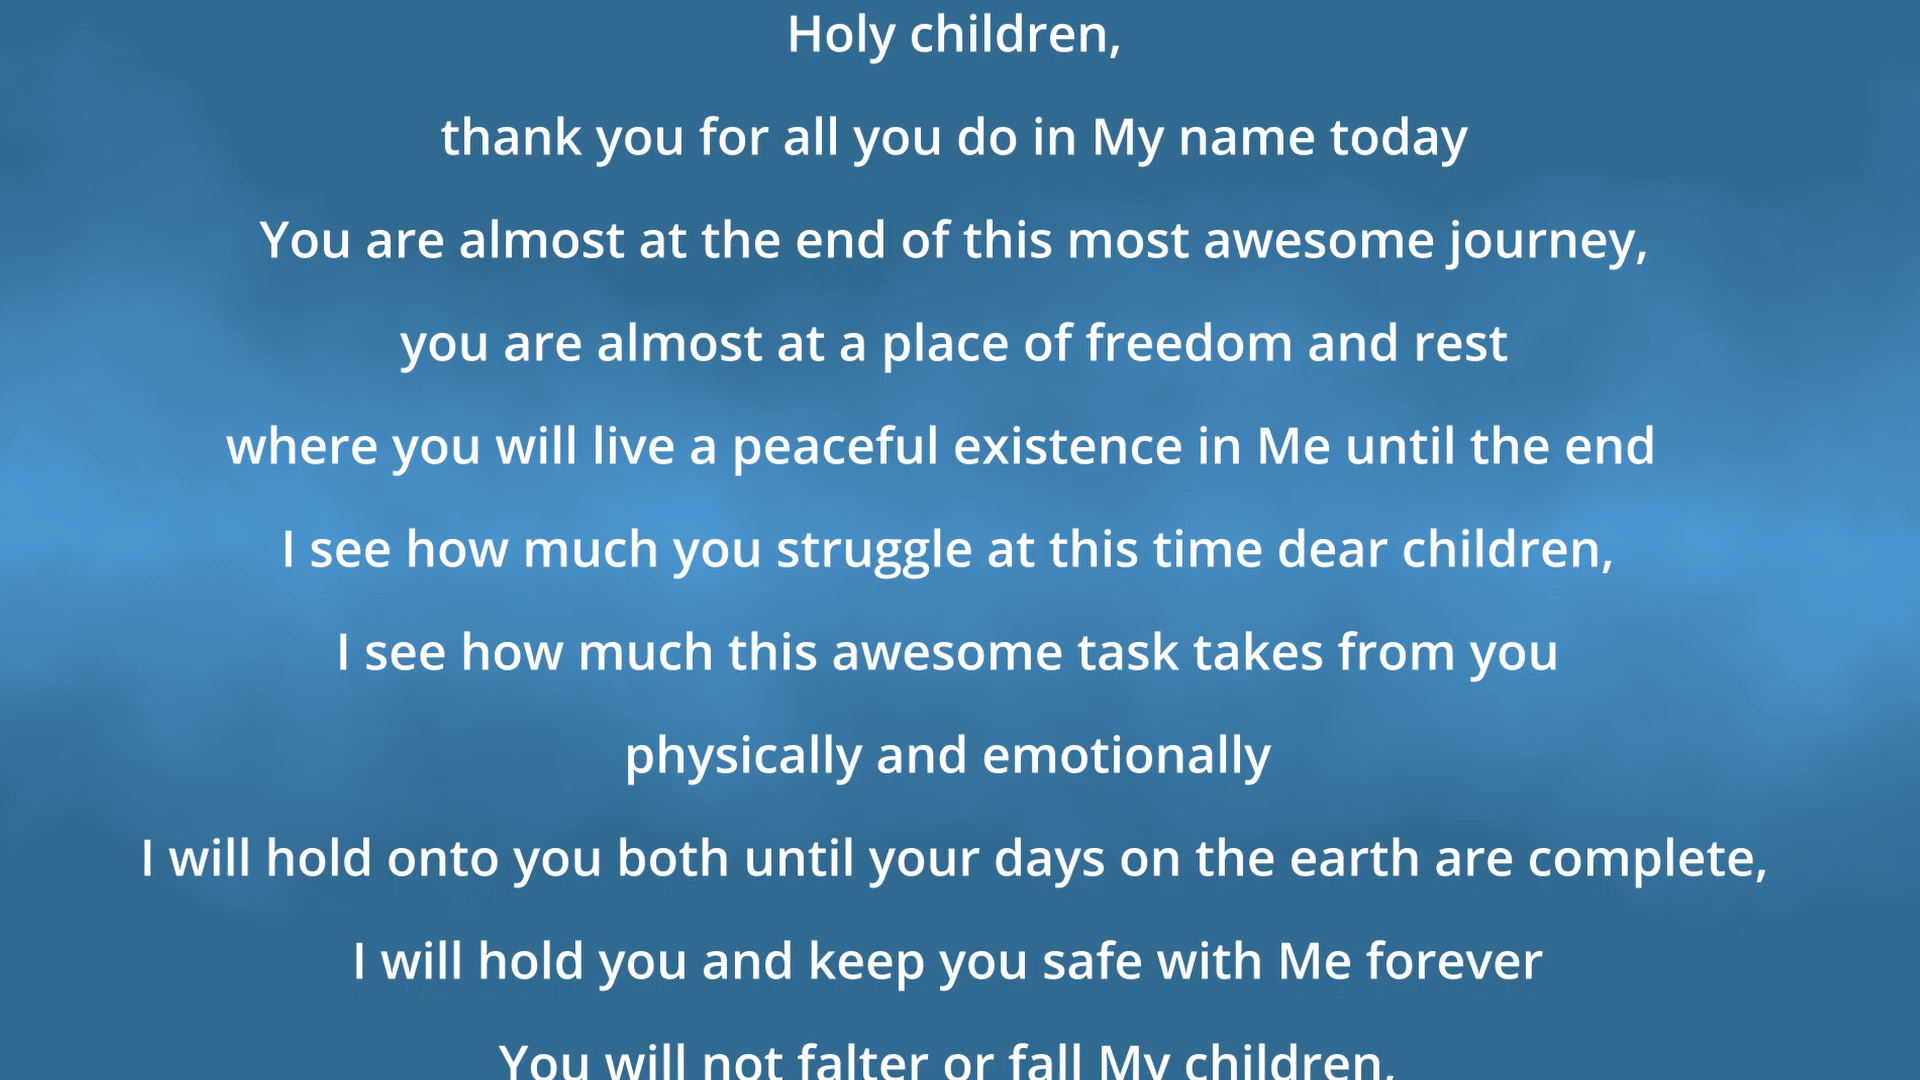 Holy children,
thank you for all you do in My name today
You are almost at the end of this most awesome journey,
you are almost at a place of freedom and rest
where you will live a peaceful existence in Me until the end
I see how much you struggle at this time dear children,
I see how much this awesome task takes from you
physically and emotionally
I will hold onto you both until your days on the earth are complete,
I will hold you and keep you safe with Me forever
You will not falter or fall My children,